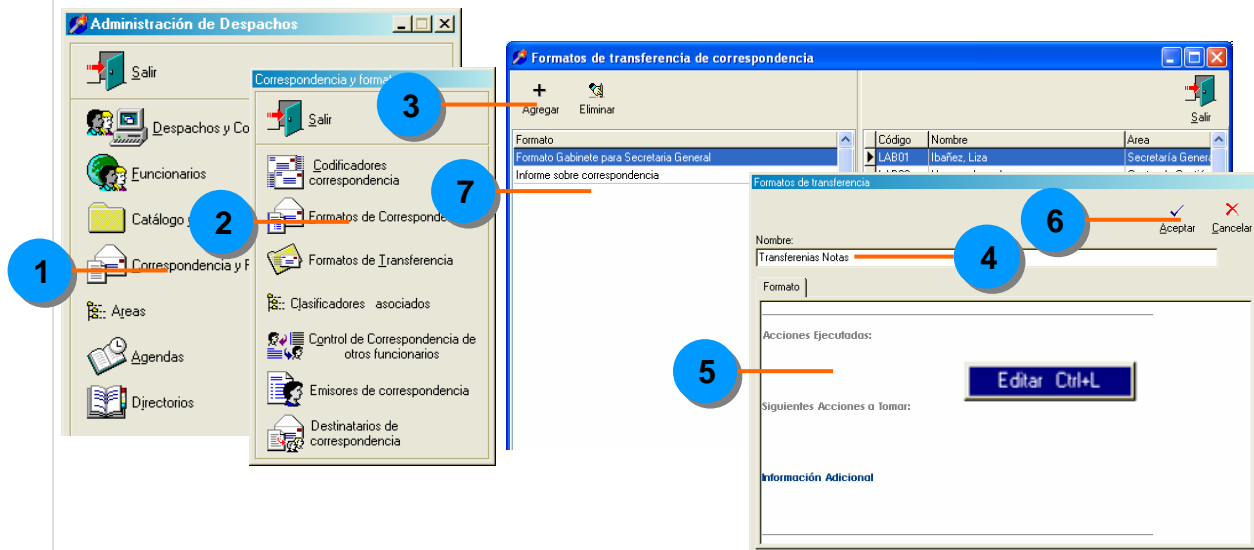 Administración de Despachos
Salir
Despachos y Co
Funcionarios
Catálogo
Correspondencia y F
Areas
Agendas
Directorios
1
Correspondencia y format
Salir
Codificadores
correspondencia
Formatos de Corresponde
Formatos de Transferencia
Clasificadores asociados
Control de Correspondencia de
otros funcionarios
Emisores de correspondencia
Destinatarios de
correspondencia
2
3
Formatos de transferencia de correspondencia
Agregar
Eliminar
Salir
Formato
Formato Gabinete para Secretaria General
Informe sobre correspondencia
Código Nombre Area
LAB01 Ibañez, Liza Secretaría Genera
7
Formatos de transferencia
6
Aceptar
Cancelar
Nombre:
Transferenias Notas
4
Formato
Acciones Ejecutadas:
5
Editar Ctrl+L
Siguientes Acciones a Tomar:
Información Adicional